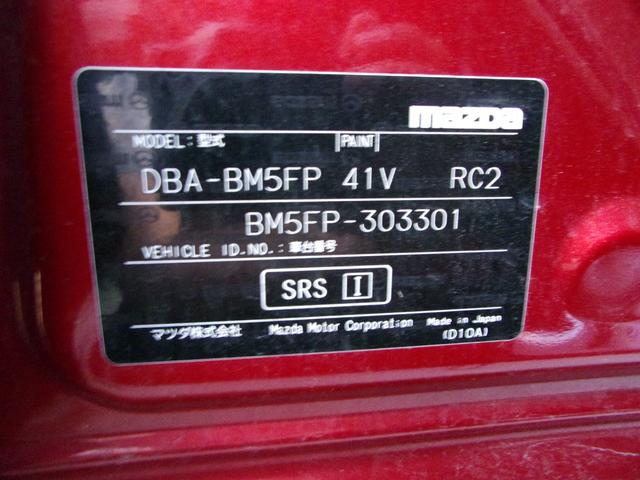 mazda
MODEL:型式 PAINT
DBA-BM5FP 41V RC2
BM5FP-303301
VEHICLE ID.NO.:車台番号
SRS I
マツダ株式会社 Mazda Motor Corporation Made in Japan
(D10A)